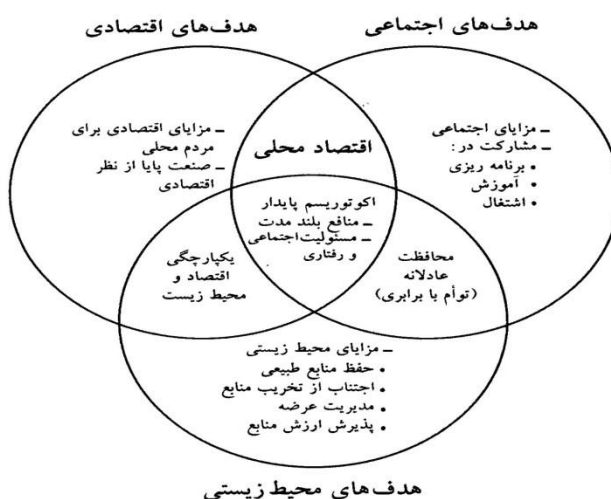 هدف‌های اجتماعی
هدف‌های اقتصادی
ـ مزایای اجتماعی
ـ مشارکت در:
• برنامه ریزی
• آموزش
• اشتغال
اقتصاد محلی
ـ مزایای اقتصادی برای
مردم محلی
ـ صنعت پایا از نظر
اقتصادی
اکوتوریسم پایدار
ـ منافع بلند مدت
ـ مسئولیت‌اجتماعی
و رفتاری
محافظت
عادلانه
(توأم با برابری)
یکپارچگی
اقتصاد و
محیط زیست
ـ مزایای محیط زیستی
• حفظ منابع طبیعی
• اجتناب از تخریب منابع
• مدیریت عرضه
• پذیرش ارزش منابع
هدف‌های محیط زیستی